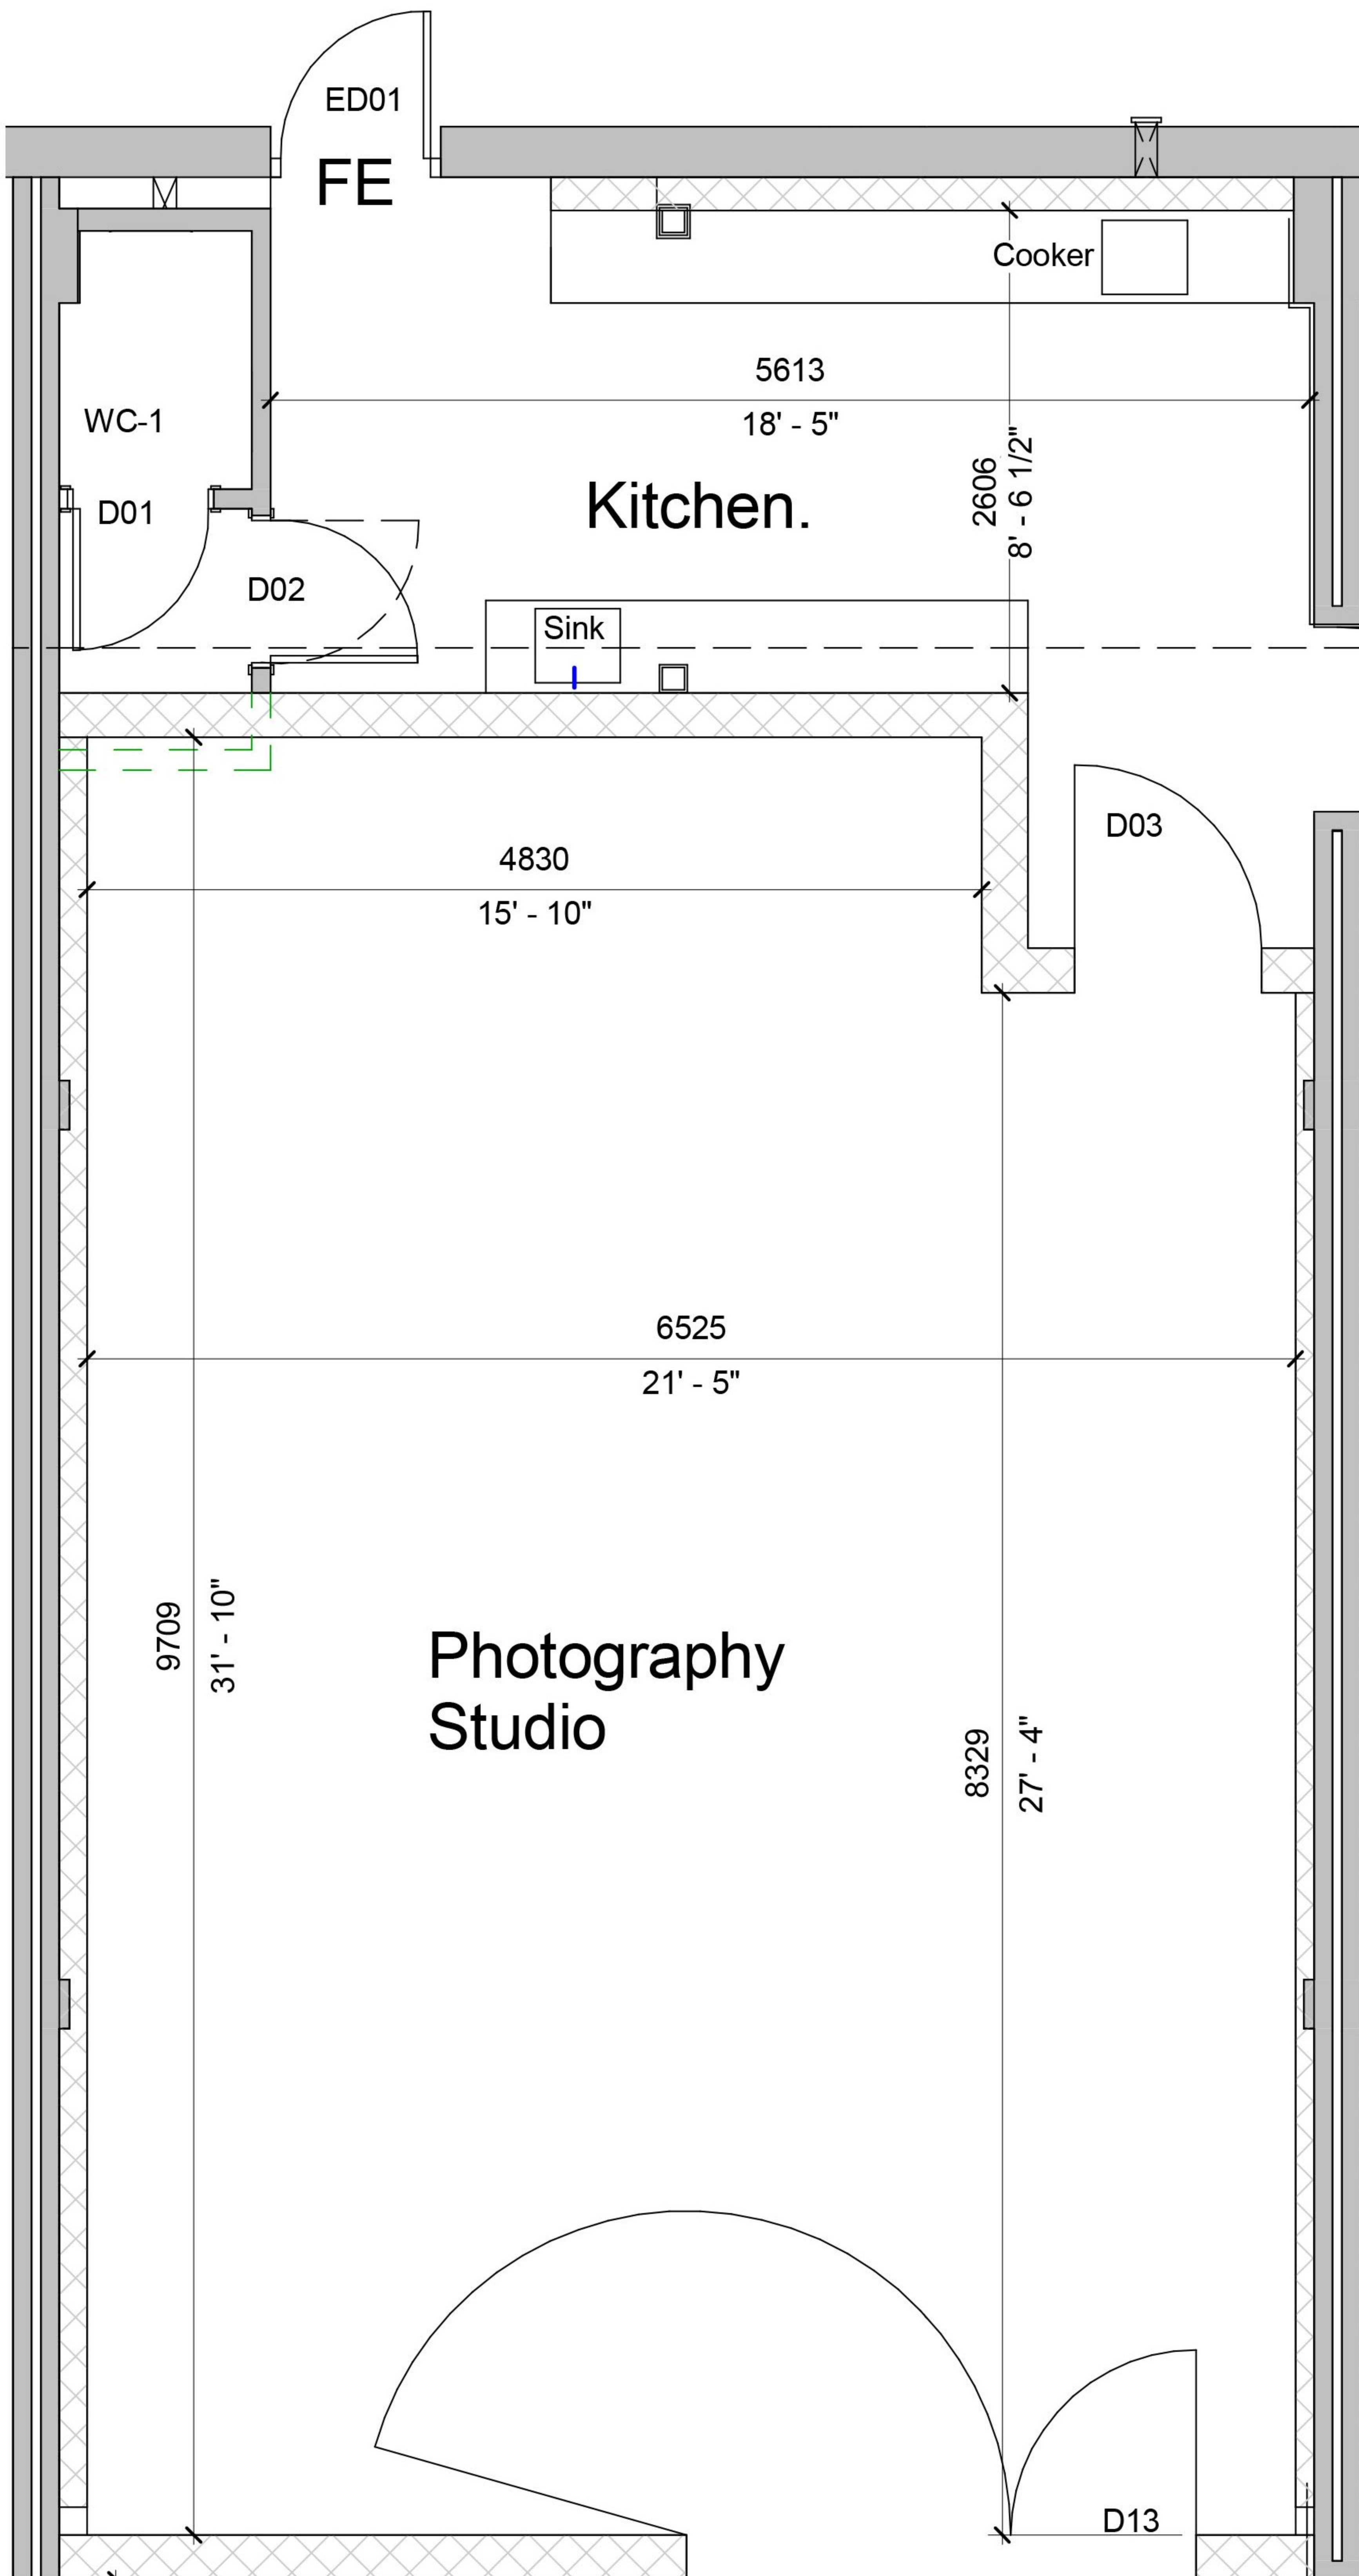 ED01
FE
Cooker
5613
18' - 5"
WC-1
2606
8' - 6 1/2"
Kitchen.
D01
D02
Sink
D03
4830
15' - 10"
6525
21' - 5"
9709
31' - 10"
Photography
Studio
8329
27' - 4"
D13